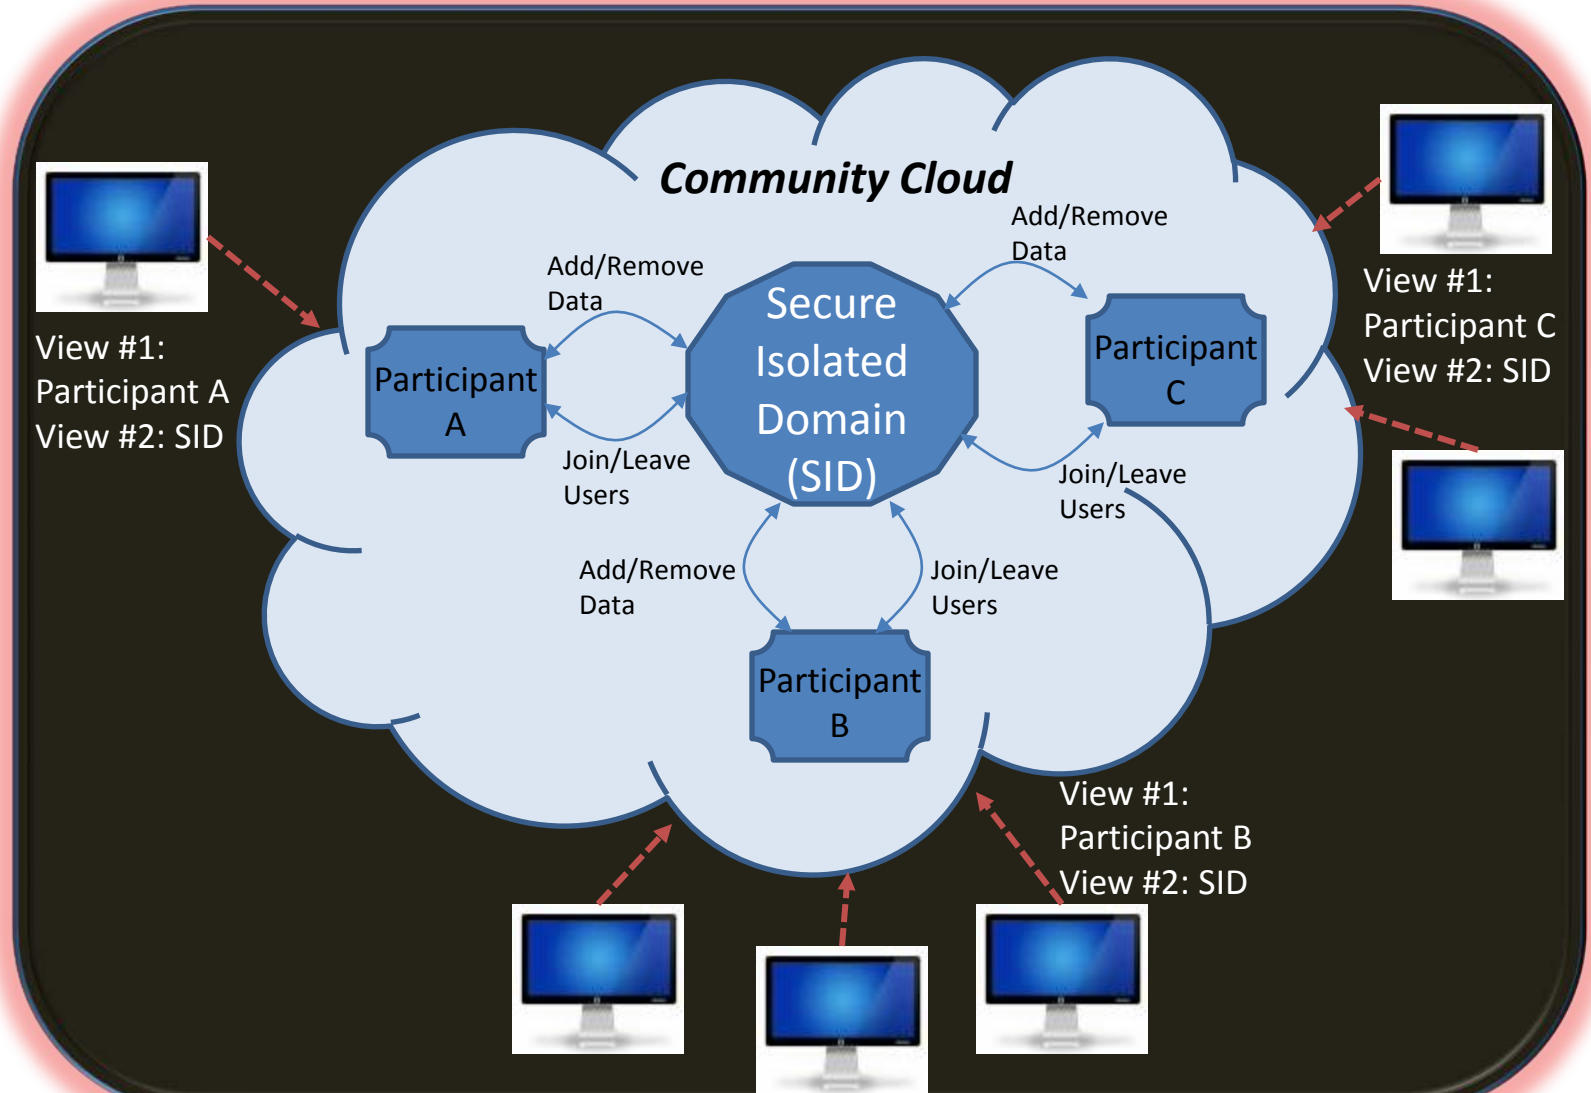 Community Cloud
Add/Remove
Data
Add/Remove
Data
Secure
Isolated
Domain
(SID)
View #1:
Participant A
View #2: SID
Participant
A
Participant
C
View #1:
Participant C
View #2: SID
Join/Leave
Users
Join/Leave
Users
Add/Remove
Data
Join/Leave
Users
Participant
B
View #1:
Participant B
View #2: SID